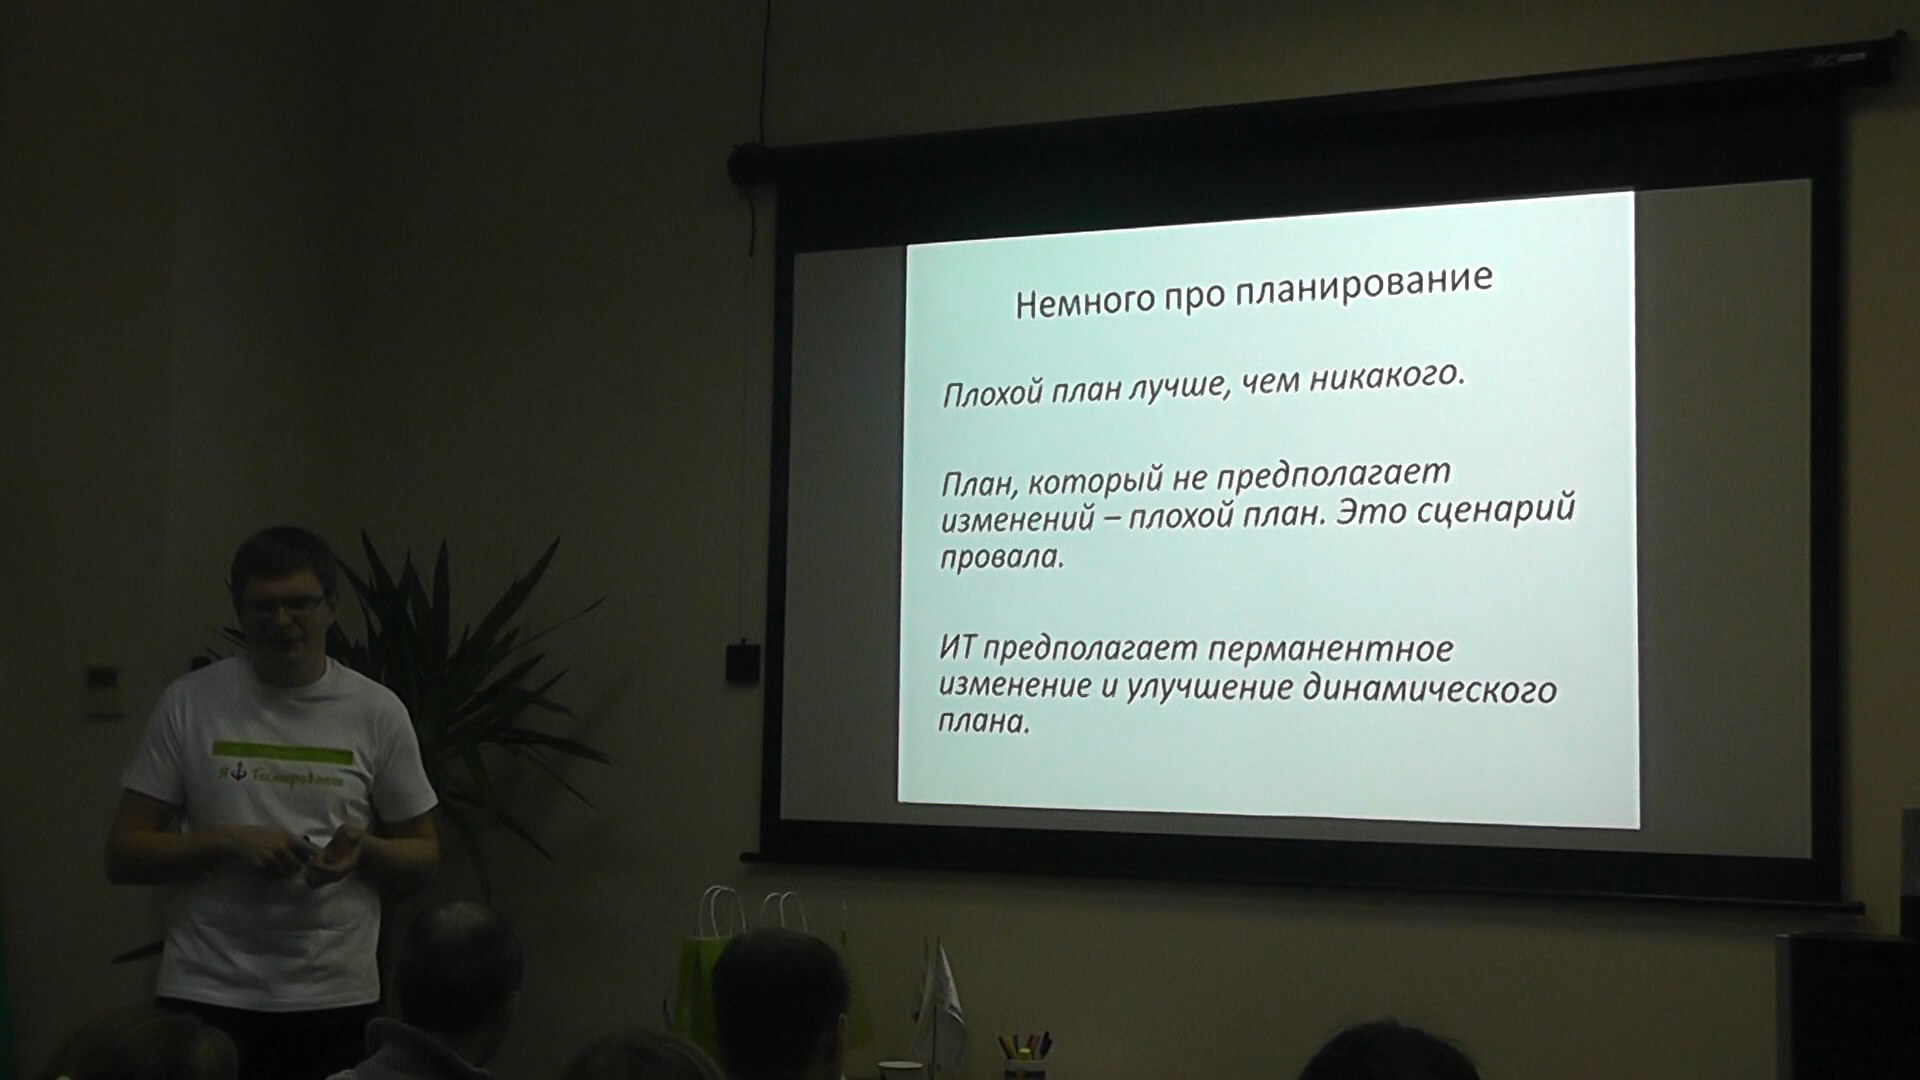 Немного про планирование
Плохой план лучше, чем никакого.
План, который не предполагает
изменений – плохой план. Это сценарий
провала.
ИТ предполагает перманентное
изменение и улучшение динамического
плана.
Я Тестирование